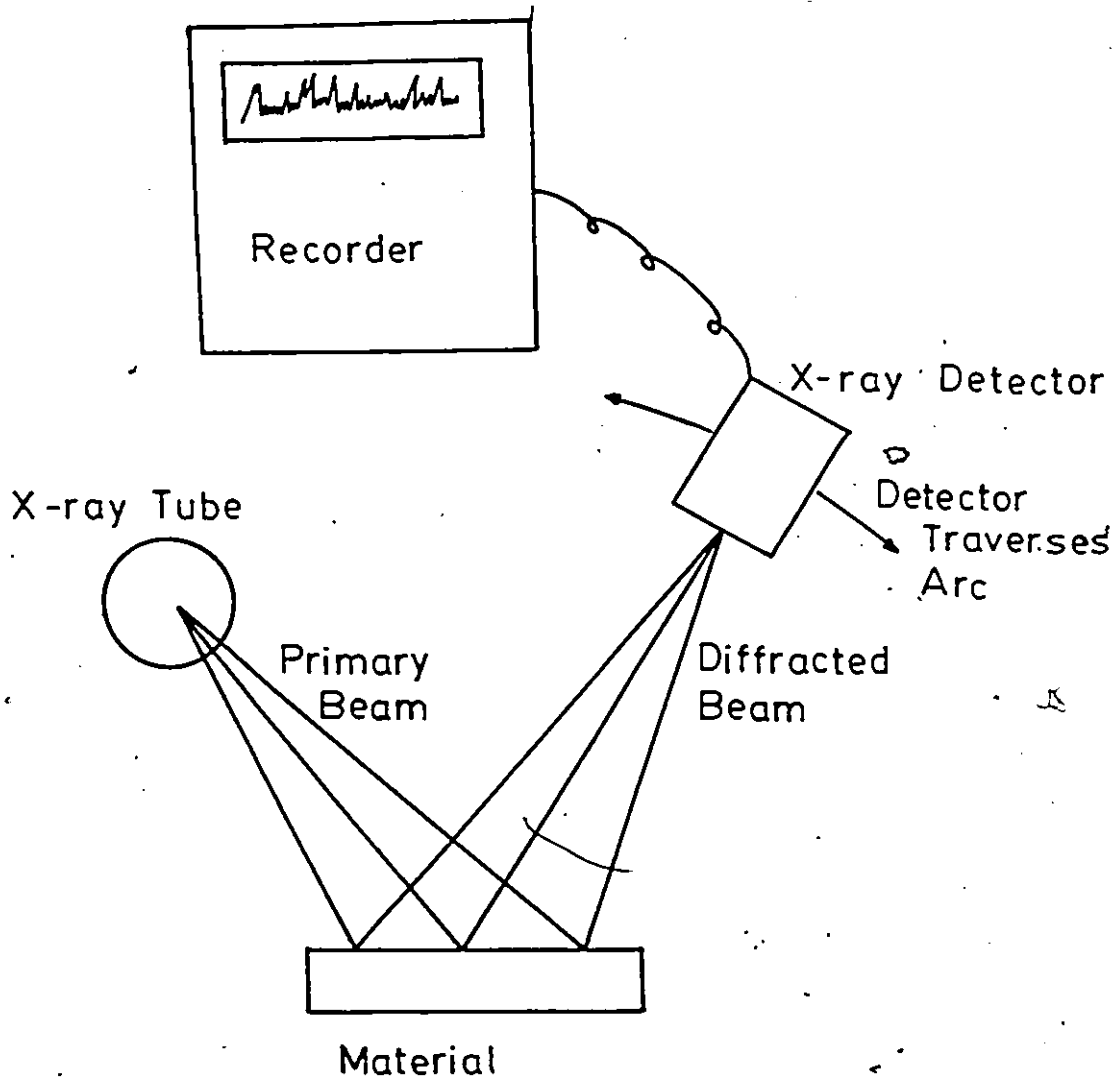 Recorder
X-ray Detector
Detector
Traverses
Arc
X-ray Tube
Primary
Beam
Diffracted
Beam
Material